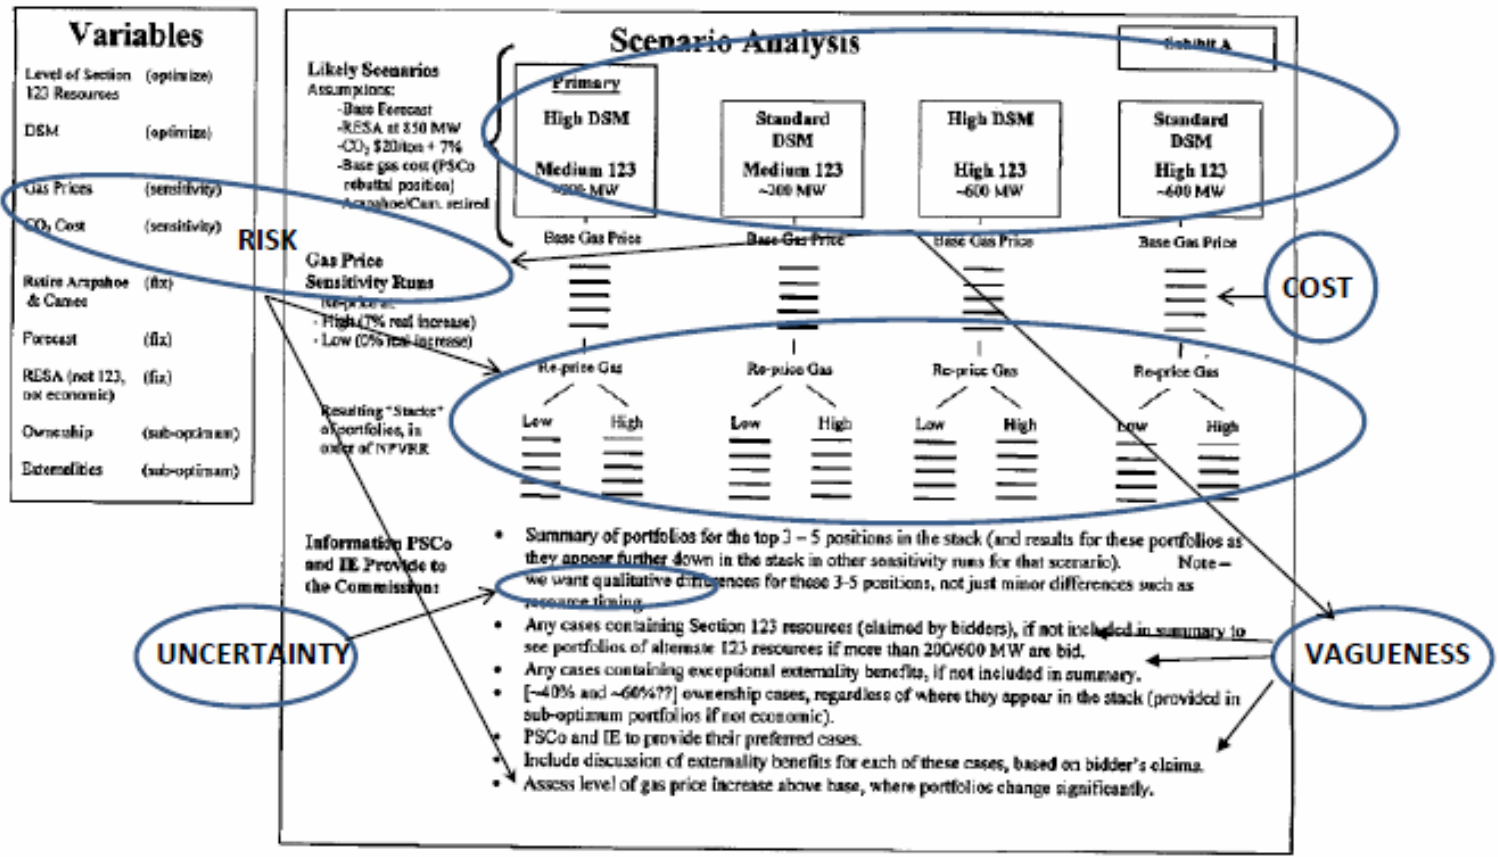 Variables
Level of Section (optimize)
123 Resources
DSM (optimize)
Gas Prices (sensitivity)
CO₂ Cost (sensitivity)
Retire Arapahoe (fix)
& Cameo
Forecast (fix)
RESA (not 123, (fix)
not economic)
Ownership (sub-optimum)
Externalities (sub-optimum)
RISK
Scenario Analysis
Exhibit A
Likely Scenarios
Assumptions:
-Base Forecast
-RESA at 850 MW
-CO₂ $20/ton + 7%
-Base gas cost (PSCo
rebuttal position)
-Arapahoe/Cam. retired
Primary
High DSM
Medium 123
~200 MW
Standard
DSM
Medium 123
~200 MW
High DSM
High 123
~600 MW
Standard
DSM
High 123
~600 MW
Base Gas Price
Base Gas Price
Base Gas Price
Base Gas Price
COST
Gas Price
Sensitivity Runs
Re-price at:
- High (7% real increase)
- Low (0% real increase)
Re-price Gas
Re-price Gas
Re-price Gas
Re-price Gas
Low High
Low High
Low High
Low High
Resulting "Stacks"
of portfolios, in
order of NPVRR
Information PSCo
and IE Provide to
the Commission:
• Summary of portfolios for the top 3 – 5 positions in the stack (and results for these portfolios as
they appear further down in the stack in other sensitivity runs for that scenario). Note –
we want qualitative differences for these 3-5 positions, not just minor differences such as
resource timing.
• Any cases containing Section 123 resources (claimed by bidders), if not included in summary to
see portfolios of alternate 123 resources if more than 200/600 MW are bid.
• Any cases containing exceptional externality benefits, if not included in summary.
• [~40% and ~60%??] ownership cases, regardless of where they appear in the stack (provided in
sub-optimum portfolios if not economic).
• PSCo and IE to provide their preferred cases.
• Include discussion of externality benefits for each of these cases, based on bidder's claims.
• Assess level of gas price increase above base, where portfolios change significantly.
UNCERTAINTY
VAGUENESS